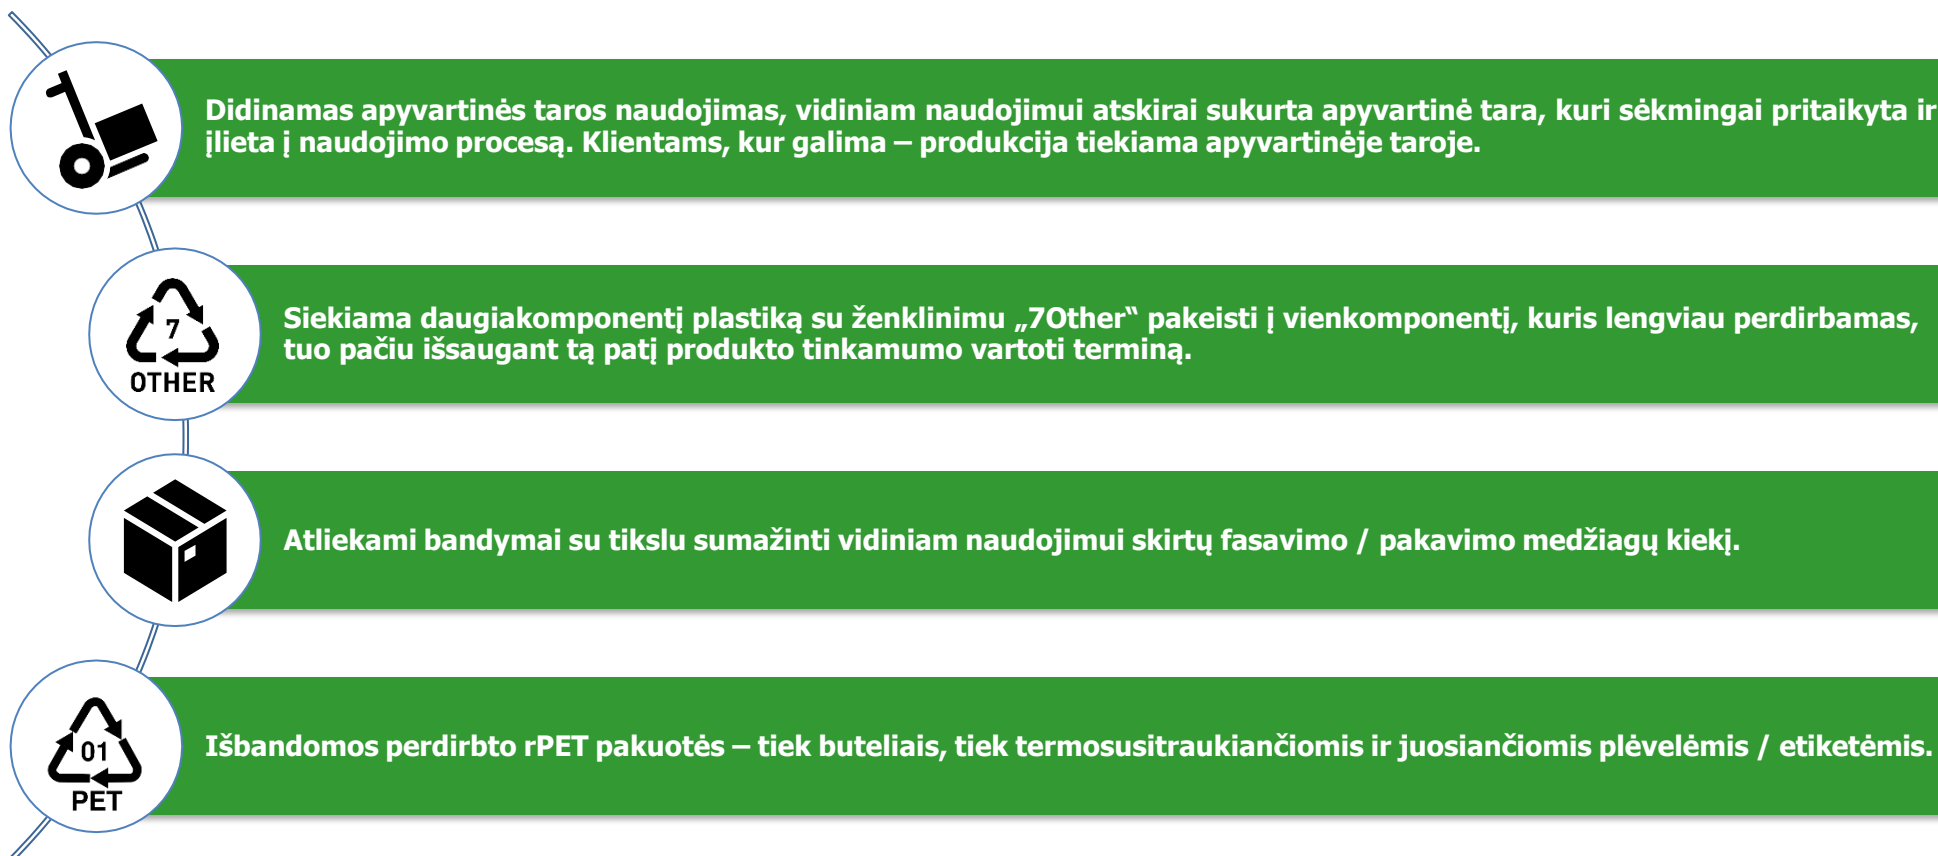 Didinamas apyvartinės taros naudojimas, vidiniam naudojimui atskirai sukurta apyvartinė tara, kuri sėkmingai pritaikyta ir
įlieta į naudojimo procesą. Klientams, kur galima – produkcija tiekiama apyvartinėje taroje.
7
OTHER
Siekiama daugiakomponentį plastiką su ženklinimu „7Other“ pakeisti į vienkomponentį, kuris lengviau perdirbamas,
tuo pačiu išsaugant tą patį produkto tinkamumo vartoti terminą.
Atliekami bandymai su tikslu sumažinti vidiniam naudojimui skirtų fasavimo / pakavimo medžiagų kiekį.
01
PET
Išbandomos perdirbto rPET pakuotės – tiek buteliais, tiek termosusitraukiančiomis ir juosiančiomis plėvelėmis / etiketėmis.